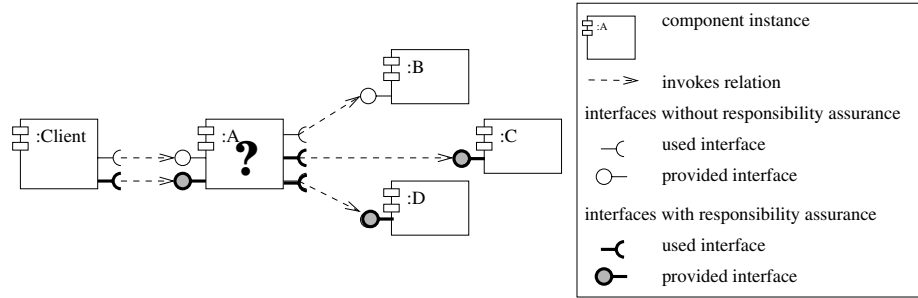 :Client
:A
?
:B
:C
:D
:A
component instance
invokes relation
interfaces without responsibility assurance
used interface
provided interface
interfaces with responsibility assurance
used interface
provided interface